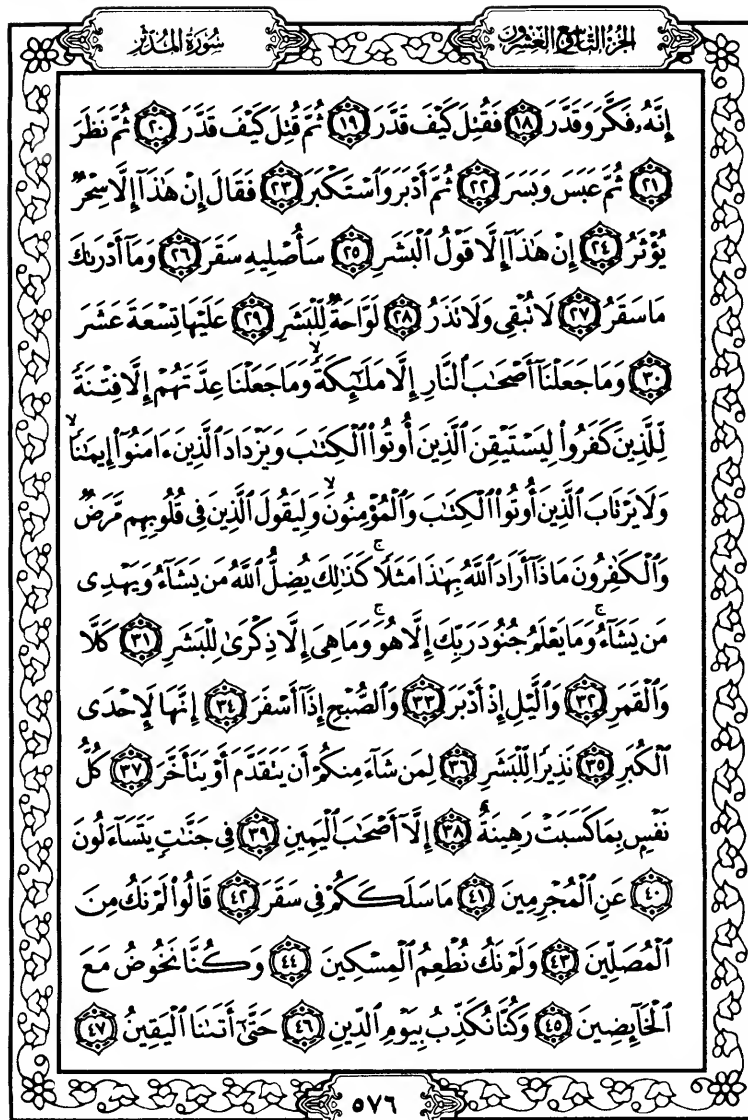 الجزء التاسع والعشرون
سورة المدثر
إِنَّهُۥ فَكَّرَ وَقَدَّرَ ﴿١٨﴾ فَقُتِلَ كَيْفَ قَدَّرَ ﴿١٩﴾ ثُمَّ قُتِلَ كَيْفَ قَدَّرَ ﴿٢٠﴾ ثُمَّ نَظَرَ
﴿٢١﴾ ثُمَّ عَبَسَ وَبَسَرَ ﴿٢٢﴾ ثُمَّ أَدْبَرَ وَٱسْتَكْبَرَ ﴿٢٣﴾ فَقَالَ إِنْ هَٰذَآ إِلَّا سِحْرٌ
يُؤْثَرُ ﴿٢٤﴾ إِنْ هَٰذَآ إِلَّا قَوْلُ ٱلْبَشَرِ ﴿٢٥﴾ سَأُصْلِيهِ سَقَرَ ﴿٢٦﴾ وَمَآ أَدْرَىٰكَ
مَا سَقَرُ ﴿٢٧﴾ لَا تُبْقِى وَلَا تَذَرُ ﴿٢٨﴾ لَوَّاحَةٌ لِّلْبَشَرِ ﴿٢٩﴾ عَلَيْهَا تِسْعَةَ عَشَرَ
﴿٣٠﴾ وَمَا جَعَلْنَآ أَصْحَٰبَ ٱلنَّارِ إِلَّا مَلَٰٓئِكَةً ۙ وَمَا جَعَلْنَا عِدَّتَهُمْ إِلَّا فِتْنَةً
لِّلَّذِينَ كَفَرُوا۟ لِيَسْتَيْقِنَ ٱلَّذِينَ أُوتُوا۟ ٱلْكِتَٰبَ وَيَزْدَادَ ٱلَّذِينَ ءَامَنُوٓا۟ إِيمَٰنًا ۙ
وَلَا يَرْتَابَ ٱلَّذِينَ أُوتُوا۟ ٱلْكِتَٰبَ وَٱلْمُؤْمِنُونَ ۙ وَلِيَقُولَ ٱلَّذِينَ فِى قُلُوبِهِم مَّرَضٌ
وَٱلْكَٰفِرُونَ مَاذَآ أَرَادَ ٱللَّهُ بِهَٰذَا مَثَلًا ۚ كَذَٰلِكَ يُضِلُّ ٱللَّهُ مَن يَشَآءُ وَيَهْدِى
مَن يَشَآءُ ۚ وَمَا يَعْلَمُ جُنُودَ رَبِّكَ إِلَّا هُوَ ۚ وَمَا هِىَ إِلَّا ذِكْرَىٰ لِلْبَشَرِ ﴿٣١﴾ كَلَّا
وَٱلْقَمَرِ ﴿٣٢﴾ وَٱلَّيْلِ إِذْ أَدْبَرَ ﴿٣٣﴾ وَٱلصُّبْحِ إِذَآ أَسْفَرَ ﴿٣٤﴾ إِنَّهَا لَإِحْدَى
ٱلْكُبَرِ ﴿٣٥﴾ نَذِيرًا لِّلْبَشَرِ ﴿٣٦﴾ لِمَن شَآءَ مِنكُمْ أَن يَتَقَدَّمَ أَوْ يَتَأَخَّرَ ﴿٣٧﴾ كُلُّ
نَفْسٍۭ بِمَا كَسَبَتْ رَهِينَةٌ ﴿٣٨﴾ إِلَّآ أَصْحَٰبَ ٱلْيَمِينِ ﴿٣٩﴾ فِى جَنَّٰتٍ يَتَسَآءَلُونَ
﴿٤٠﴾ عَنِ ٱلْمُجْرِمِينَ ﴿٤١﴾ مَا سَلَكَكُمْ فِى سَقَرَ ﴿٤٢﴾ قَالُوا۟ لَمْ نَكُ مِنَ
ٱلْمُصَلِّينَ ﴿٤٣﴾ وَلَمْ نَكُ نُطْعِمُ ٱلْمِسْكِينَ ﴿٤٤﴾ وَكُنَّا نَخُوضُ مَعَ
ٱلْخَآئِضِينَ ﴿٤٥﴾ وَكُنَّا نُكَذِّبُ بِيَوْمِ ٱلدِّينِ ﴿٤٦﴾ حَتَّىٰٓ أَتَىٰنَا ٱلْيَقِينُ ﴿٤٧﴾
٥٧٦